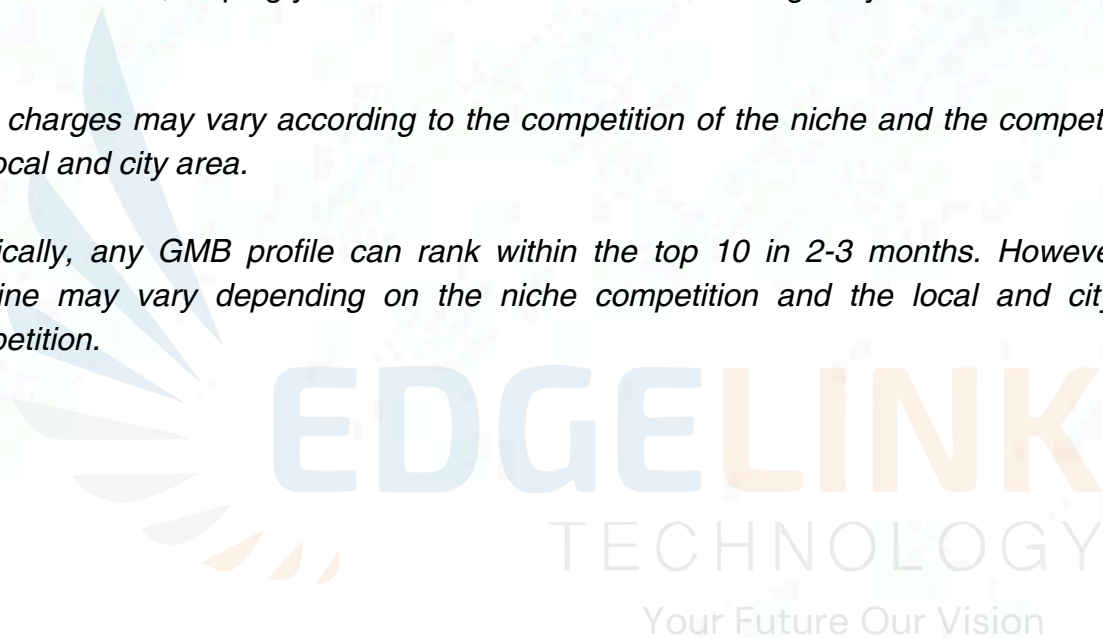 charges may vary according to the competition of the niche and the compet
ocal and city area.
ically, any GMB profile can rank within the top 10 in 2-3 months. Howeve
ine may vary depending on the niche competition and the local and city
petition.
EDGELINK
TECHNOLOGY
Your Future Our Vision